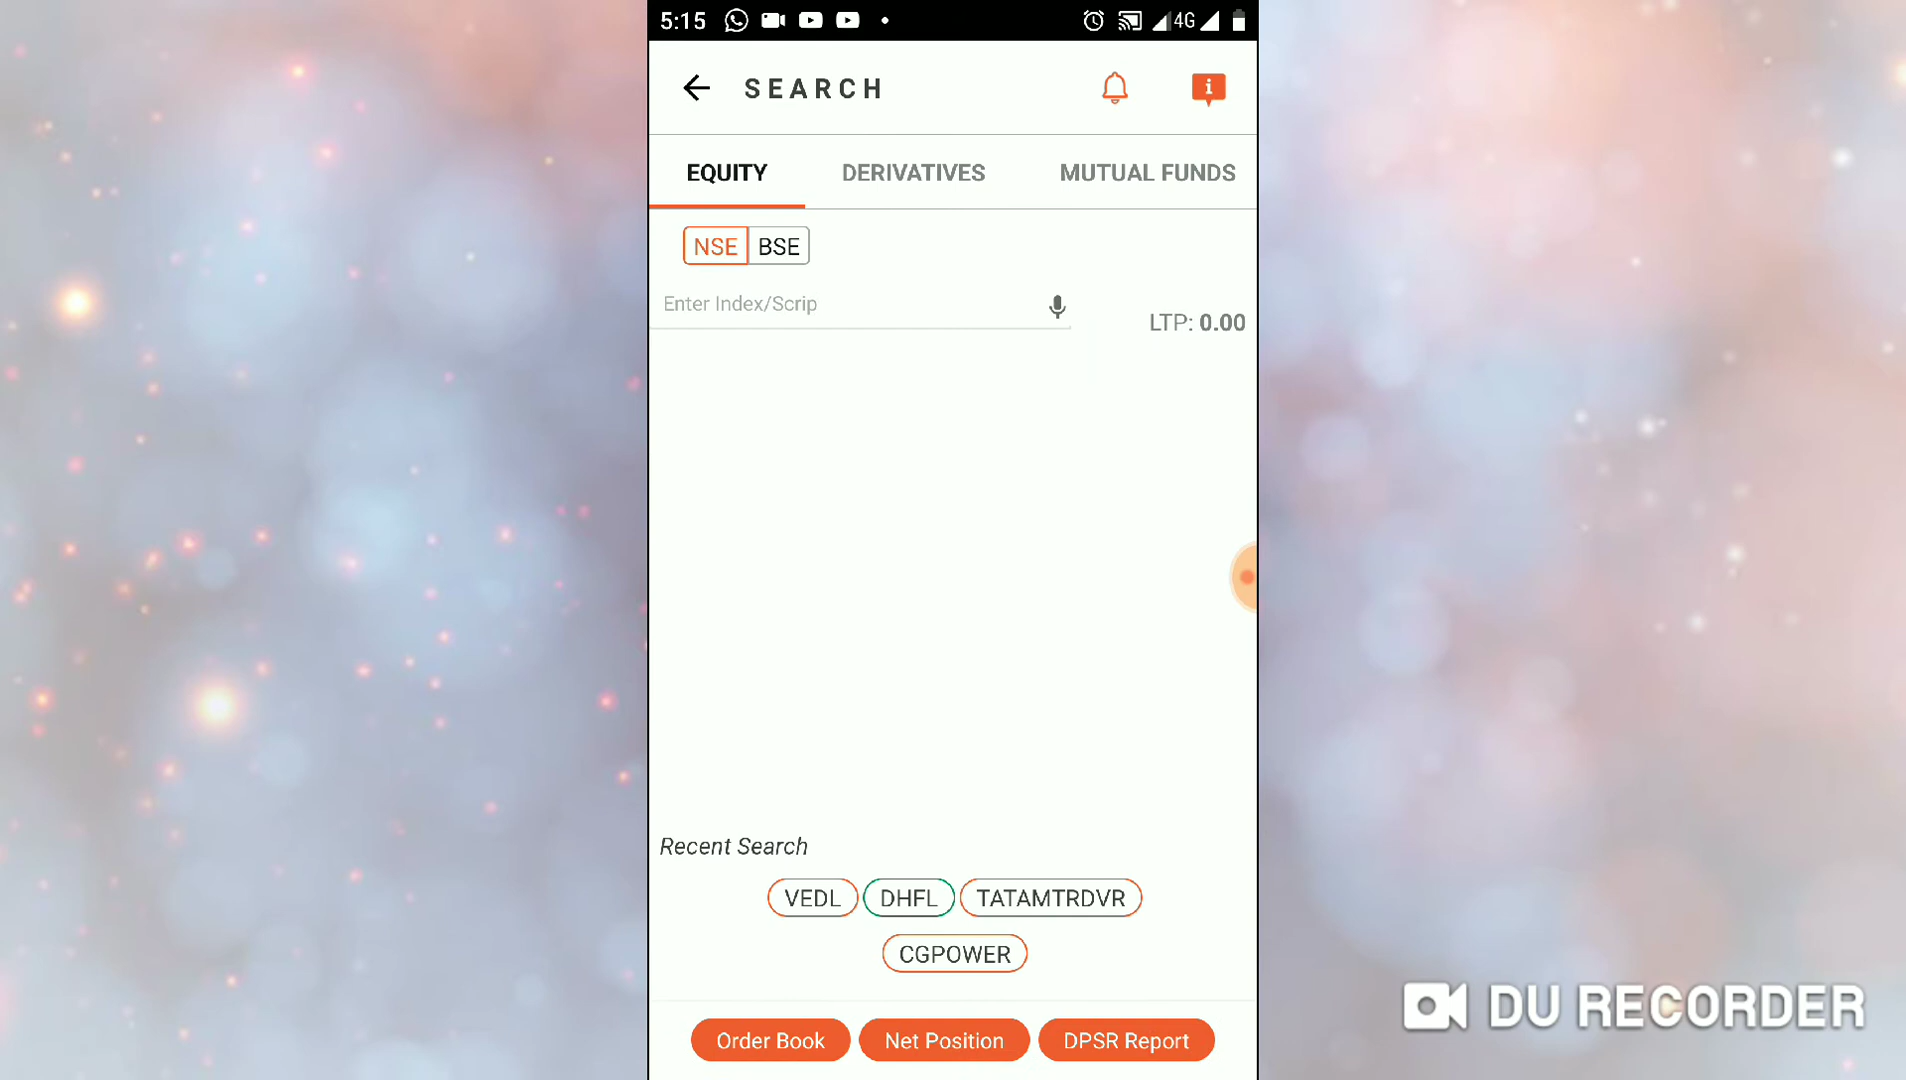 5:15 4G
SEARCH
EQUITY DERIVATIVES MUTUAL FUNDS
NSE BSE
Enter Index/Scrip
LTP: 0.00
Recent Search
VEDL DHFL TATAMTRDVR
CGPOWER
Order Book Net Position DPSR Report
DU RECORDER